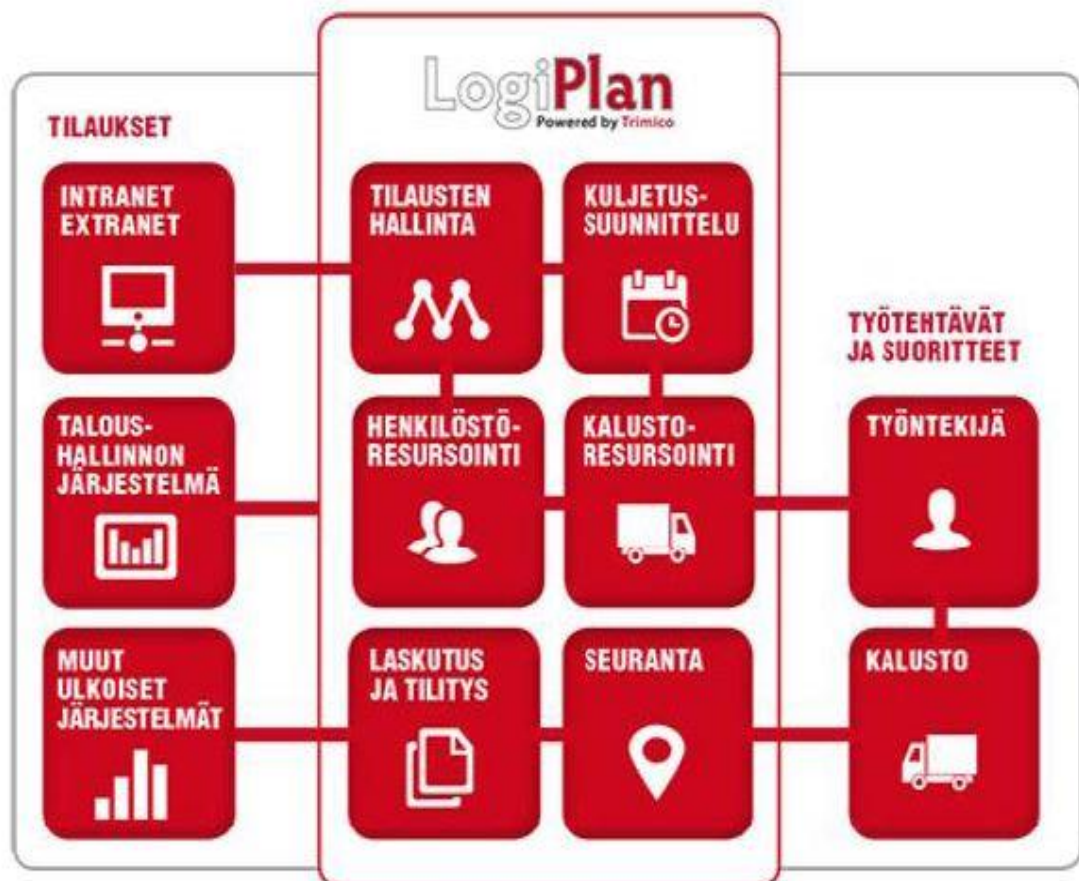 LogiPlan
Powered by Trimico
TILAUKSET
INTRANET
EXTRANET
TILAUSTEN
HALLINTA
KULJETUS-
SUUNNITTELU
TYÖTEHTÄVÄT
JA SUORITTEET
TALOUS-
HALLINNON
JÄRJESTELMÄ
HENKILÖSTÖ-
RESURSOINTI
KALUSTO-
RESURSOINTI
TYÖNTEKIJÄ
MUUT
ULKOISET
JÄRJESTELMÄT
LASKUTUS
JA TILITYS
SEURANTA
KALUSTO